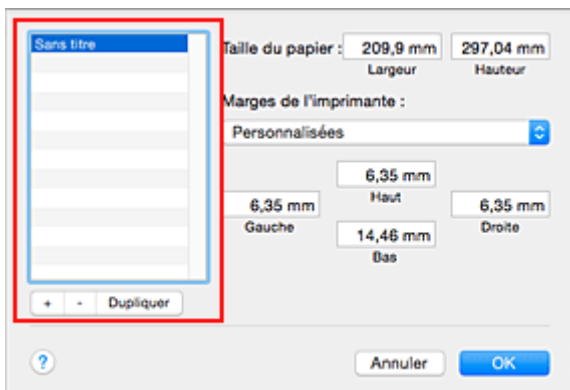 Sans titre
Taille du papier : 209,9 mm 297,04 mm
Largeur Hauteur
Marges de l'imprimante :
Personnalisées
6,35 mm
Haut
6,35 mm 6,35 mm
Gauche Droite
14,46 mm
Bas
+ - Dupliquer
? Annuler OK